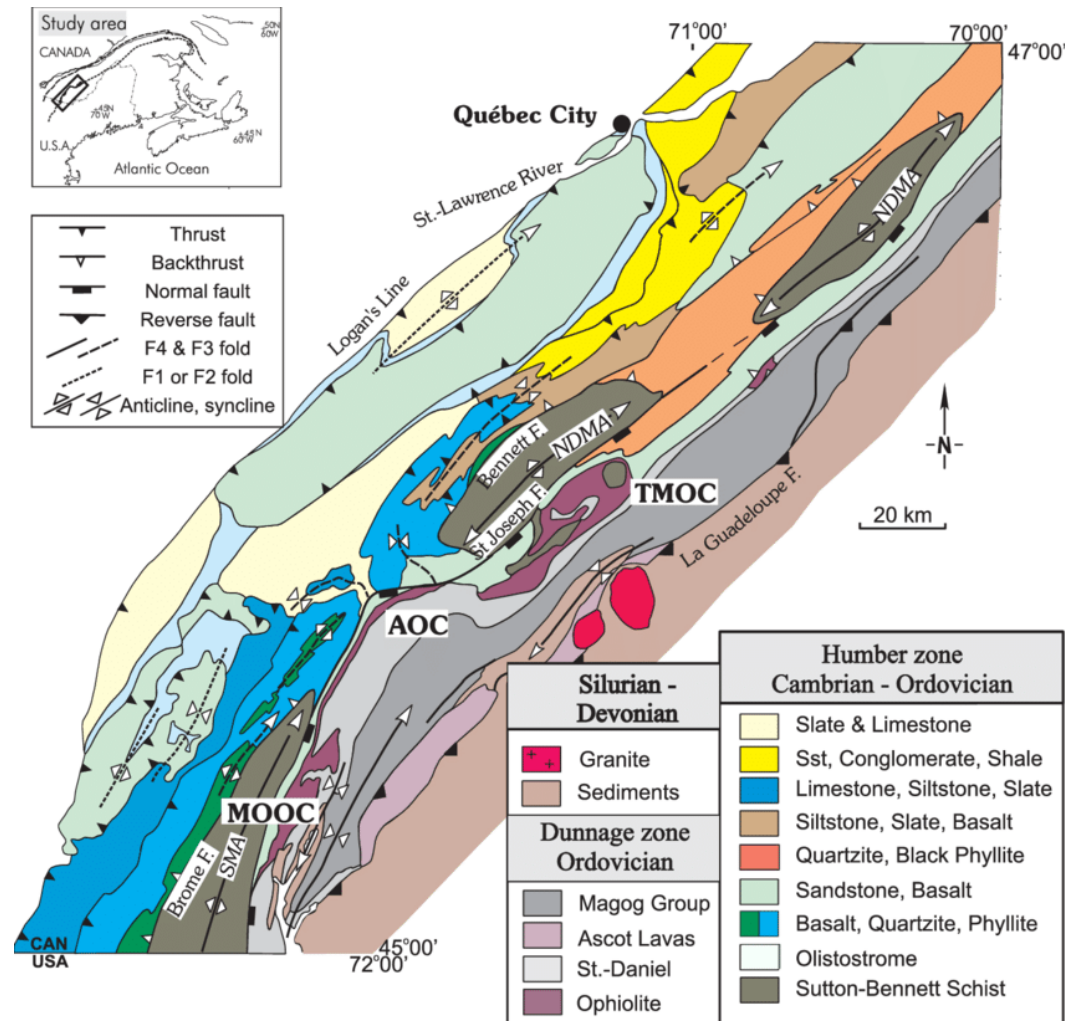 Study area
CANADA
50N
60W
45N
70W
U.S.A.
45N
60W
Atlantic Ocean
71°00'
70°00'
47°00'
Québec City
St.-Lawrence River
Logan's Line
Thrust
Backthrust
Normal fault
Reverse fault
F4 & F3 fold
F1 or F2 fold
Anticline, syncline
NDMA
Bennett F.
NDMA
St Joseph F.
TMOC
La Guadeloupe F.
-N-
20 km
AOC
MOOC
Brome F.
SMA
CAN
USA
45°00'
72°00'
Silurian -
Devonian
Granite
Sediments
Dunnage zone
Ordovician
Magog Group
Ascot Lavas
St.-Daniel
Ophiolite
Humber zone
Cambrian - Ordovician
Slate & Limestone
Sst, Conglomerate, Shale
Limestone, Siltstone, Slate
Siltstone, Slate, Basalt
Quartzite, Black Phyllite
Sandstone, Basalt
Basalt, Quartzite, Phyllite
Olistostrome
Sutton-Bennett Schist